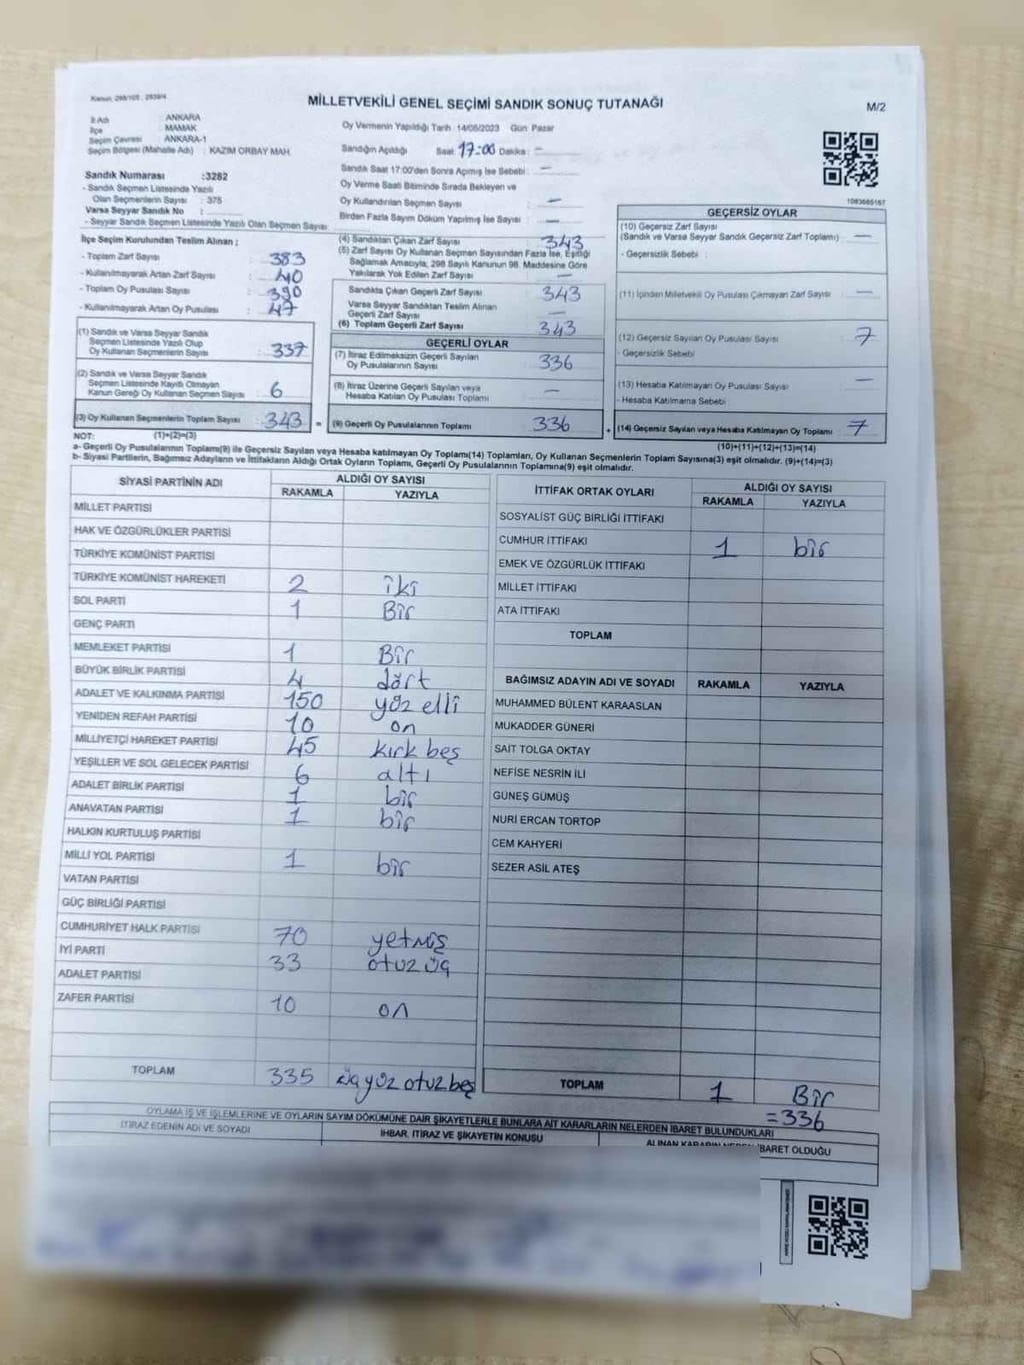 Kanun, 298/105 , 2839/4
MİLLETVEKİLİ GENEL SEÇİMİ SANDIK SONUÇ TUTANAĞI
M/2
İl Adı : ANKARA
İlçe : MAMAK
Seçim Çevresi : ANKARA-1
Seçim Bölgesi (Mahalle Adı) : KAZIM ORBAY MAH.
Sandık Numarası :3282
- Sandık Seçmen Listesinde Yazılı
Olan Seçmenlerin Sayısı : 375
Varsa Seyyar Sandık No :
- Seyyar Sandık Seçmen Listesinde Yazılı Olan Seçmen Sayısı:
İlçe Seçim Kurulundan Teslim Alınan ;
- Toplam Zarf Sayısı : 383
- Kullanılmayarak Artan Zarf Sayısı : 40
- Toplam Oy Pusulası Sayısı : 390
- Kullanılmayarak Artan Oy Pusulası : 47
(1) Sandık ve Varsa Seyyar Sandık
Seçmen Listesinde Yazılı Olup
Oy Kullanan Seçmenlerin Sayısı : 337
(2) Sandık ve Varsa Seyyar Sandık
Seçmen Listesinde Kayıtlı Olmayan
Kanun Gereği Oy Kullanan Seçmen Sayısı : 6
(3) Oy Kullanan Seçmenlerin Toplam Sayısı : 343 =
Oy Vermenin Yapıldığı Tarih 14/05/2023 Gün: Pazar
Sandığın Açıldığı Saat: 17:00 Dakika : –
Sandık Saat 17:00'den Sonra Açılmış İse Sebebi : –
Oy Verme Saati Bitiminde Sırada Bekleyen ve
Oy Kullandırılan Seçmen Sayısı : –
Birden Fazla Sayım Döküm Yapılmış İse Sayısı : –
(4) Sandıktan Çıkan Zarf Sayısı : 343
(5) Zarf Sayısı Oy Kullanan Seçmen Sayısından Fazla İse, Eşitliği
Sağlamak Amacıyla, 298 Sayılı Kanunun 98. Maddesine Göre
Yakılarak Yok Edilen Zarf Sayısı : –
Sandıkta Çıkan Geçerli Zarf Sayısı : 343
Varsa Seyyar Sandıktan Teslim Alınan
Geçerli Zarf Sayısı : –
(6) Toplam Geçerli Zarf Sayısı : 343
GEÇERLİ OYLAR
(7) İtiraz Edilmeksizin Geçerli Sayılan
Oy Pusulalarının Sayısı : 336
(8) İtiraz Üzerine Geçerli Sayılan veya
Hesaba Katılan Oy Pusulası Toplamı : –
(9) Geçerli Oy Pusulalarının Toplamı : 336 +
1083665167
GEÇERSİZ OYLAR
(10) Geçersiz Zarf Sayısı
(Sandık ve Varsa Seyyar Sandık Geçersiz Zarf Toplamı) : –
- Geçersizlik Sebebi :
(11) İçinden Milletvekili Oy Pusulası Çıkmayan Zarf Sayısı : –
(12) Geçersiz Sayılan Oy Pusulası Sayısı : 7
- Geçersizlik Sebebi :
(13) Hesaba Katılmayan Oy Pusulası Sayısı : –
- Hesaba Katılmama Sebebi :
(14) Geçersiz Sayılan veya Hesaba Katılmayan Oy Toplamı : 7
NOT: (1)+(2)=(3) (10)+(11)+(12)+(13)=(14)
a- Geçerli Oy Pusulasının Toplamı(9) ile Geçersiz Sayılan veya Hesaba katılmayan Oy Toplamı(14) Toplamları, Oy Kullanan Seçmenlerin Toplam Sayısına(3) eşit olmalıdır. (9)+(14)=(3)
b- Siyasi Partilerin, Bağımsız Adayların ve İttifakların Aldığı Ortak Oyların Toplamı, Geçerli Oy Pusulalarının Toplamına(9) eşit olmalıdır.
SİYASİ PARTİNİN ADI ALDIĞI OY SAYISI
RAKAMLA YAZIYLA
MİLLET PARTİSİ
HAK VE ÖZGÜRLÜKLER PARTİSİ
TÜRKİYE KOMÜNİST PARTİSİ
TÜRKİYE KOMÜNİST HAREKETİ 2 iki
SOL PARTİ 1 Bir
GENÇ PARTİ
MEMLEKET PARTİSİ 1 Bir
BÜYÜK BİRLİK PARTİSİ 4 dört
ADALET VE KALKINMA PARTİSİ 150 yüz elli
YENİDEN REFAH PARTİSİ 10 on
MİLLİYETÇİ HAREKET PARTİSİ 45 kırk beş
YEŞİLLER VE SOL GELECEK PARTİSİ 6 altı
ADALET BİRLİK PARTİSİ 1 bir
ANAVATAN PARTİSİ 1 bir
HALKIN KURTULUŞ PARTİSİ
MİLLİ YOL PARTİSİ 1 bir
VATAN PARTİSİ
GÜÇ BİRLİĞİ PARTİSİ
CUMHURİYET HALK PARTİSİ 70 yetmiş
İYİ PARTİ 33 otuz üç
ADALET PARTİSİ
ZAFER PARTİSİ 10 on
TOPLAM 335 üç yüz otuz beş
İTTİFAK ORTAK OYLARI ALDIĞI OY SAYISI
RAKAMLA YAZIYLA
SOSYALİST GÜÇ BİRLİĞİ İTTİFAKI
CUMHUR İTTİFAKI 1 bir
EMEK VE ÖZGÜRLÜK İTTİFAKI
MİLLET İTTİFAKI
ATA İTTİFAKI
TOPLAM
BAĞIMSIZ ADAYIN ADI VE SOYADI RAKAMLA YAZIYLA
MUHAMMED BÜLENT KARAASLAN
MUKADDER GÜNERİ
SAİT TOLGA OKTAY
NEFİSE NESRİN İLİ
GÜNEŞ GÜMÜŞ
NURİ ERCAN TORTOP
CEM KAHYERİ
SEZER ASİL ATEŞ
TOPLAM 1 Bir
=336
OYLAMA İŞ VE İŞLEMLERİNE VE OYLARIN SAYIM DÖKÜMÜNE DAİR ŞİKAYETLERLE BUNLARA AİT KARARLARIN NELERDEN İBARET BULUNDUKLARI
İTİRAZ EDENİN ADI VE SOYADI İHBAR, İTİRAZ VE ŞİKAYETİN KONUSU ALINAN KARARIN NEDEN İBARET OLDUĞU